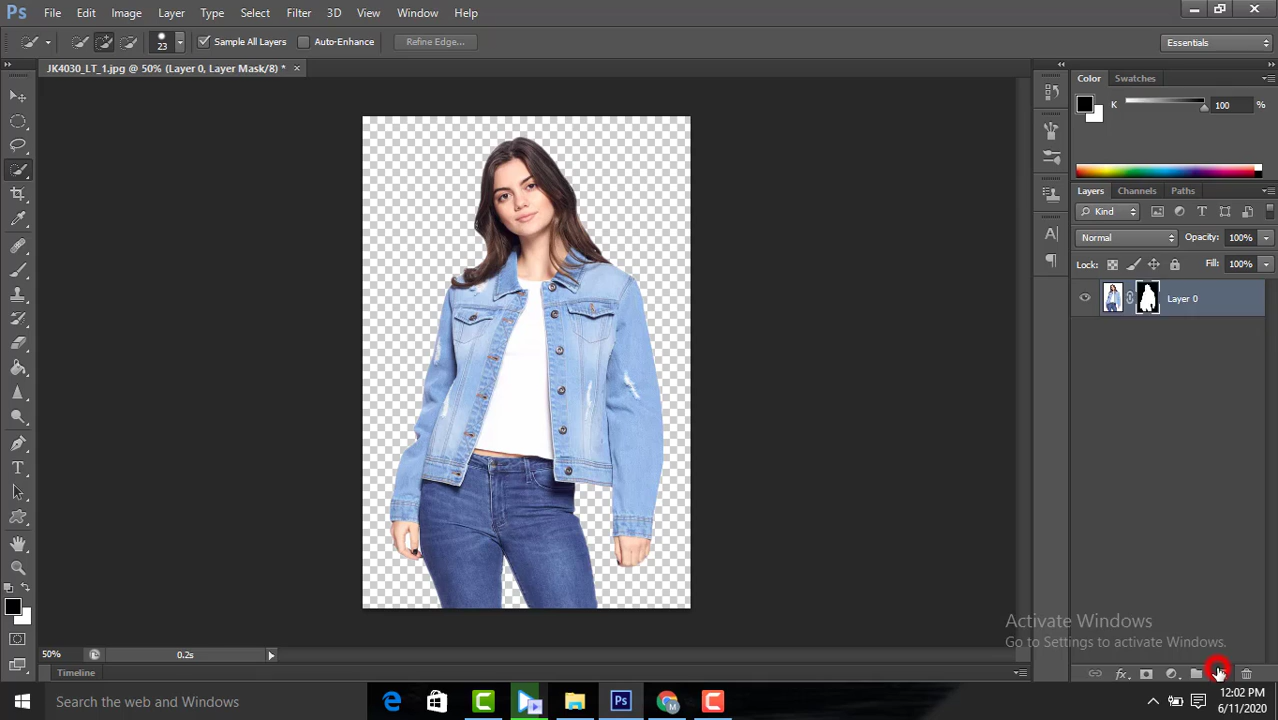 Ps File Edit Image Layer Type Select Filter 3D View Window Help
23 Sample All Layers Auto-Enhance Refine Edge... Essentials
JK4030_LT_1.jpg @ 50% (Layer 0, Layer Mask/8) * ×
Color Swatches
K 100 %
Layers Channels Paths
Kind
Normal Opacity: 100%
Lock: Fill: 100%
Layer 0
Activate Windows
Go to Settings to activate Windows.
50% 0.2s
Timeline
Search the web and Windows
12:02 PM
6/11/2020